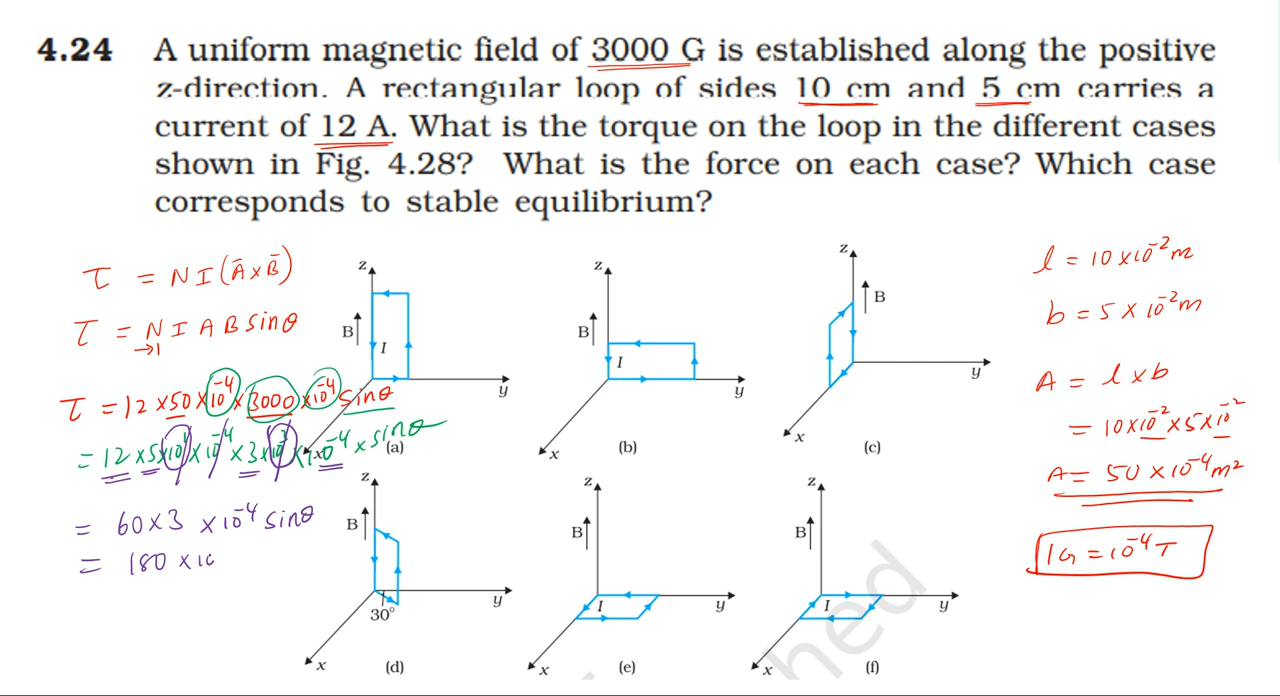 4.24 A uniform magnetic field of 3000 G is established along the positive
z-direction. A rectangular loop of sides 10 cm and 5 cm carries a
current of 12 A. What is the torque on the loop in the different cases
shown in Fig. 4.28? What is the force on each case? Which case
corresponds to stable equilibrium?
τ = NI(A̅×B̅)
τ = N I A B sinθ
→1
τ = 12 × 50 × 10⁻⁴ × 3000 × 10⁻⁴ sinθ
= 12 × 5 × 10¹ × 10⁻⁴ × 3 × 10³ × 10⁻⁴ × sinθ
= 60 × 3 × 10⁻⁴ sinθ
= 180 × 10
z
B
I
y
x
(a)
z
B
I
y
x
(b)
z
B
y
x
(c)
z
B
y
30°
x
(d)
z
B
I
y
x
(e)
z
B
I
y
x
(f)
l = 10 × 10⁻² m
b = 5 × 10⁻² m
A = l × b
= 10 × 10⁻² × 5 × 10⁻²
A = 50 × 10⁻⁴ m²
1G = 10⁻⁴ T
hed